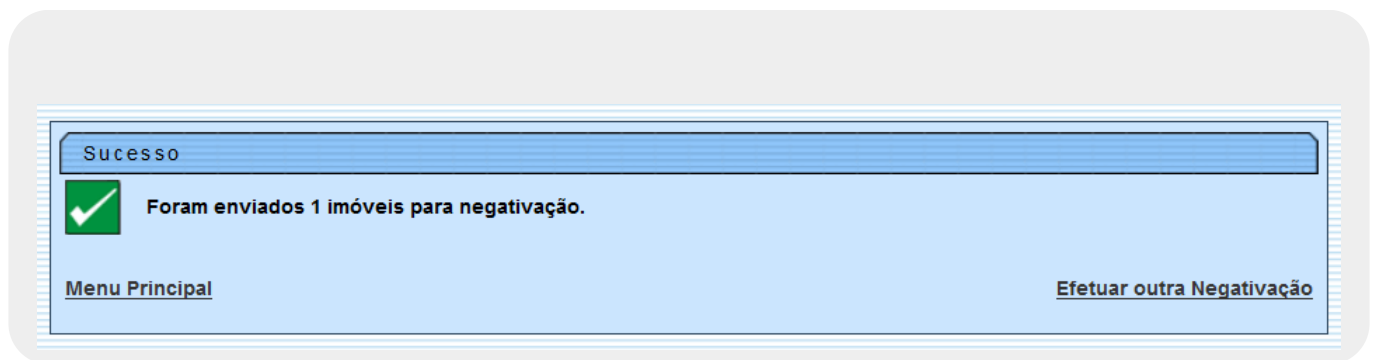 Sucesso
Foram enviados 1 imóveis para negativação.
Menu Principal
Efetuar outra Negativação